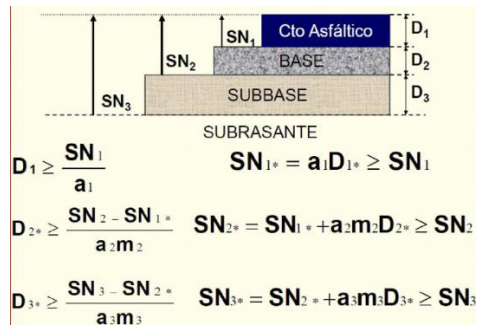 Cto Asfáltico
D₁
SN₁
BASE
D₂
SN₂
SUBBASE
D₃
SN₃
SUBRASANTE
D₁ ≥ SN₁ / a₁
SN₁* = a₁D₁* ≥ SN₁
D₂* ≥ (SN₂ – SN₁*) / a₂m₂
SN₂* = SN₁* + a₂m₂D₂* ≥ SN₂
D₃* ≥ (SN₃ – SN₂*) / a₃m₃
SN₃* = SN₂* + a₃m₃D₃* ≥ SN₃